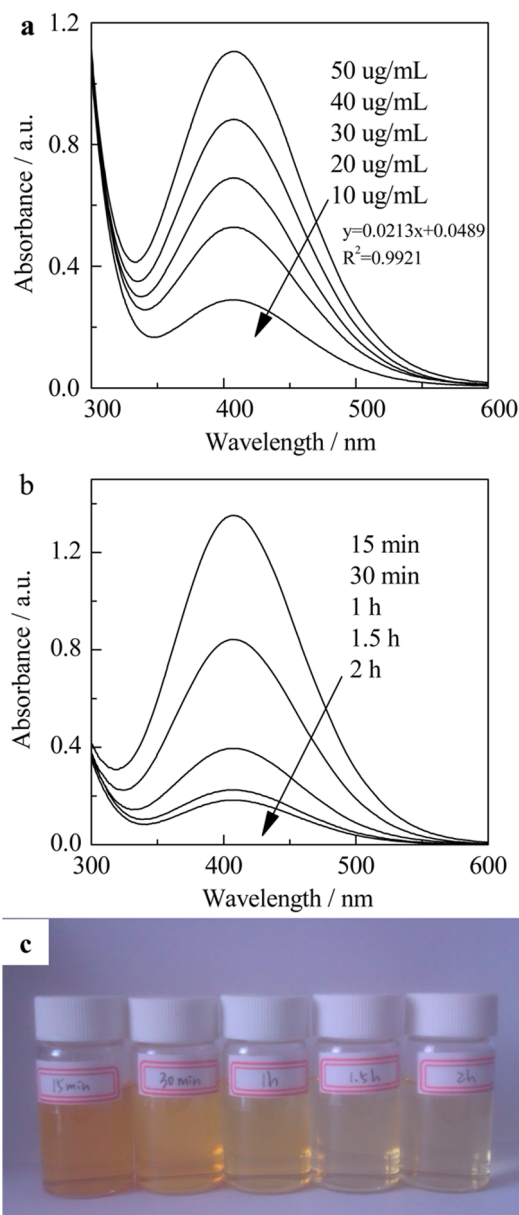 a
1.2
0.8
0.4
0.0
Absorbance / a.u.
50 ug/mL
40 ug/mL
30 ug/mL
20 ug/mL
10 ug/mL
y=0.0213x+0.0489
R²=0.9921
300 400 500 600
Wavelength / nm
b
1.2
0.8
0.4
0.0
Absorbance / a.u.
15 min
30 min
1 h
1.5 h
2 h
300 400 500 600
Wavelength / nm
c
15min 30min 1h 1.5h 2h